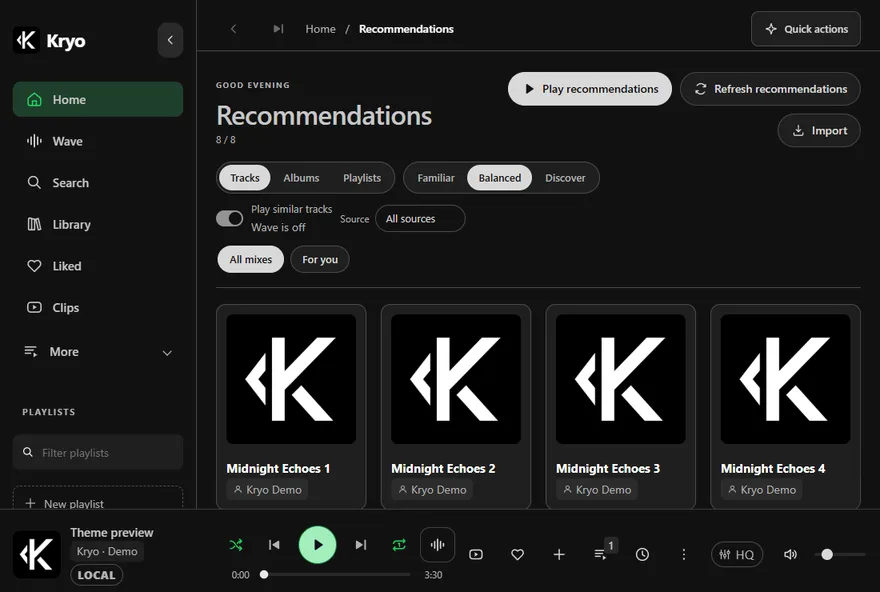 Kryo
Home
Wave
Search
Library
Liked
Clips
More
PLAYLISTS
Filter playlists
New playlist
Home / Recommendations
Quick actions
GOOD EVENING
Recommendations
8 / 8
Play recommendations
Refresh recommendations
Import
Tracks Albums Playlists
Familiar Balanced Discover
Play similar tracks
Wave is off
Source
All sources
All mixes
For you
Midnight Echoes 1
Kryo Demo
Midnight Echoes 2
Kryo Demo
Midnight Echoes 3
Kryo Demo
Midnight Echoes 4
Kryo Demo
Theme preview
Kryo · Demo
LOCAL
0:00
3:30
1
HQ